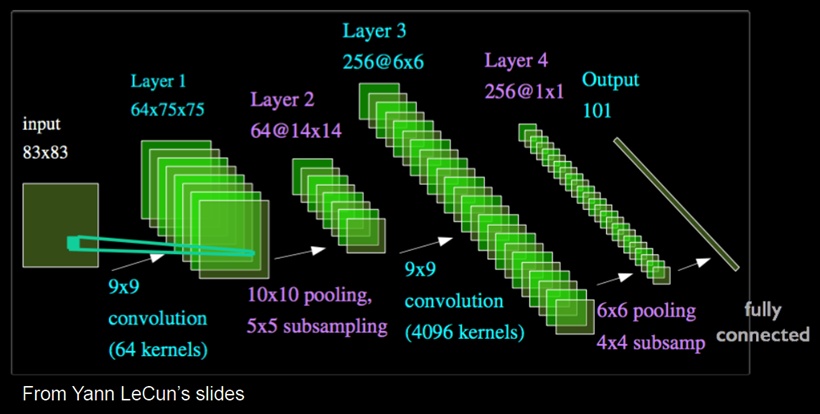 input
83x83
Layer 1
64x75x75
Layer 2
64@14x14
Layer 3
256@6x6
Layer 4
256@1x1
Output
101
9x9
convolution
(64 kernels)
10x10 pooling,
5x5 subsampling
9x9
convolution
(4096 kernels)
6x6 pooling
4x4 subsamp
fully
connected
From Yann LeCun's slides